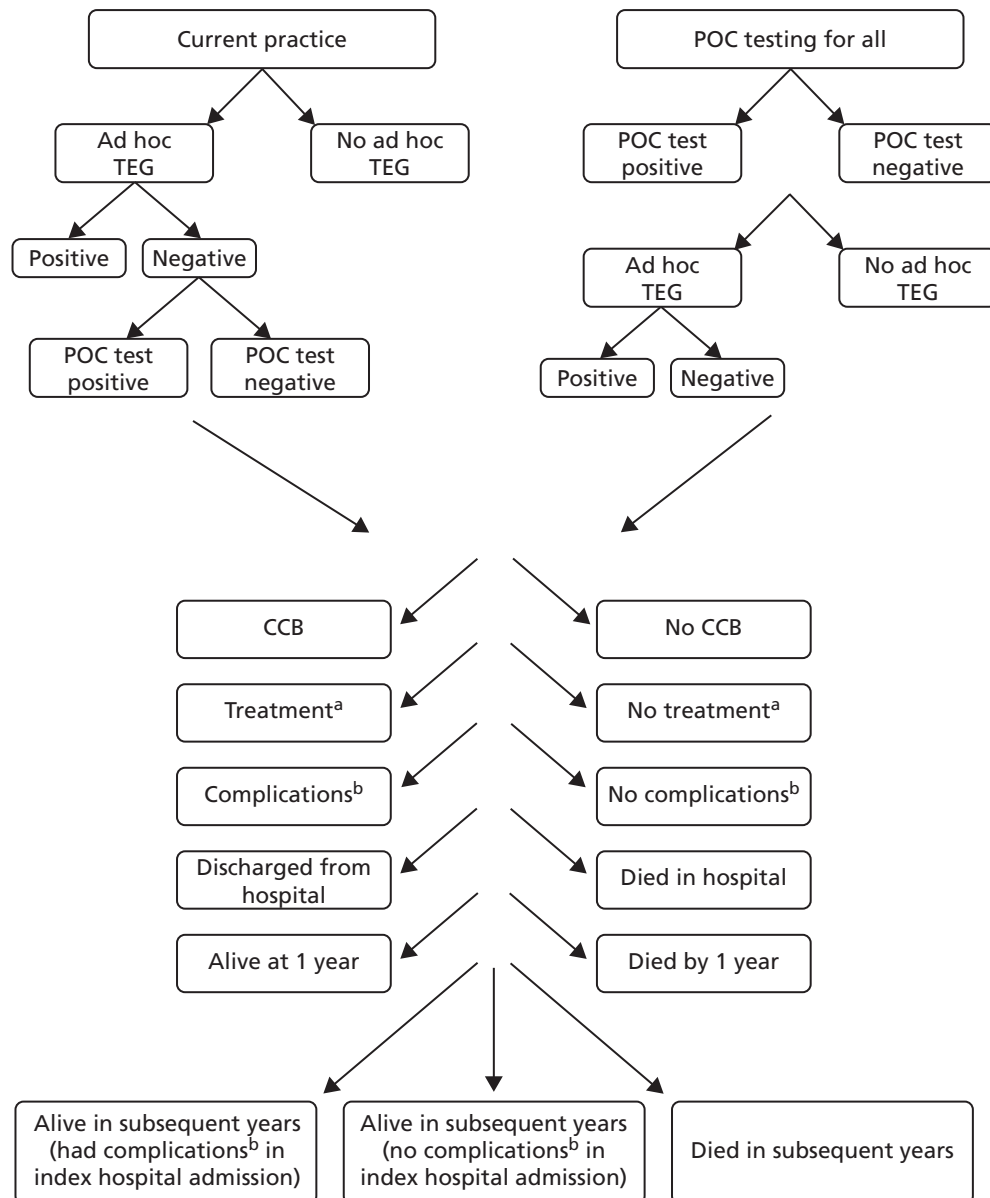 Current practice
POC testing for all
Ad hoc
TEG
No ad hoc
TEG
POC test
positive
POC test
negative
Positive
Negative
Ad hoc
TEG
No ad hoc
TEG
POC test
positive
POC test
negative
Positive
Negative
CCB
No CCB
Treatmentᵃ
No treatmentᵃ
Complicationsᵇ
No complicationsᵇ
Discharged from
hospital
Died in hospital
Alive at 1 year
Died by 1 year
Alive in subsequent years
(had complicationsᵇ in
index hospital admission)
Alive in subsequent years
(no complicationsᵇ in
index hospital admission)
Died in subsequent years